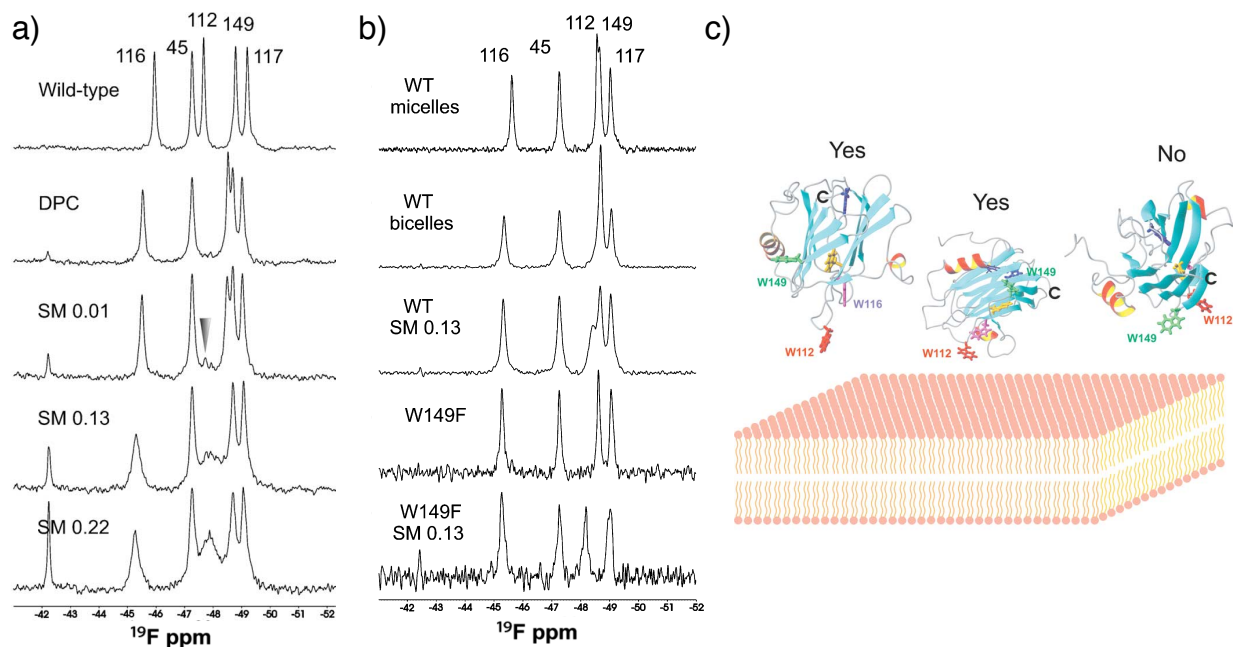 a)
112
149
116
45
117
Wild-type
DPC
SM 0.01
SM 0.13
SM 0.22
-42 -43 -44 -45 -46 -47 -48 -49 -50 -51 -52
19F ppm
b)
112 149
116
45
117
WT
micelles
WT
bicelles
WT
SM 0.13
W149F
W149F
SM 0.13
-42 -43 -44 -45 -46 -47 -48 -49 -50 -51 -52
19F ppm
c)
Yes
Yes
No
C
W149
W116
W112
W149
C
W112
C
W112
W149